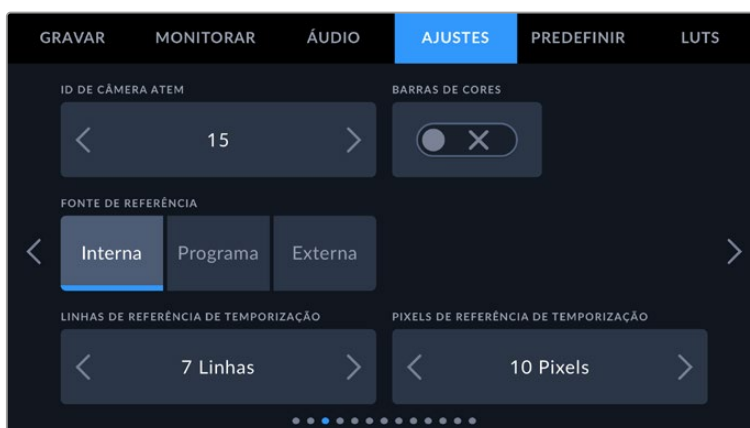 GRAVAR MONITORAR ÁUDIO AJUSTES PREDEFINIR LUTS
ID DE CÂMERA ATEM BARRAS DE CORES
15
FONTE DE REFERÊNCIA
Interna Programa Externa
LINHAS DE REFERÊNCIA DE TEMPORIZAÇÃO PIXELS DE REFERÊNCIA DE TEMPORIZAÇÃO
7 Linhas 10 Pixels